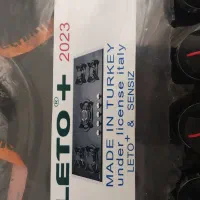 LETO®+
2023
MADE IN TURKEY
under license italy
LETO+ & SENSIZ